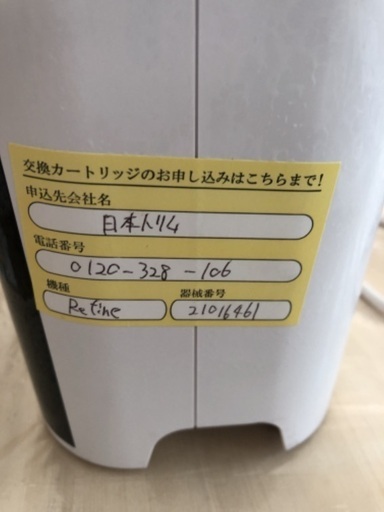 交換カートリッジのお申し込みはこちらまで!
申込先会社名
日本トリム
電話番号
0120-328-106
機種
Retine
器械番号
21016461